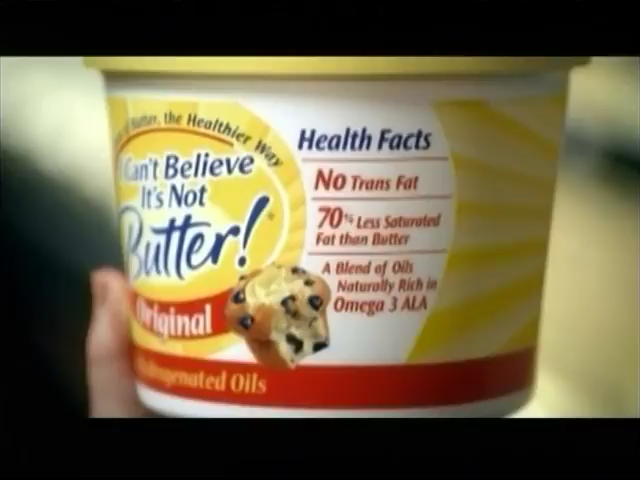 Butter, the Healthier Way
Can't Believe
It's Not
Butter!
Original
Health Facts
No Trans Fat
70% Less Saturated
Fat than Butter
A Blend of Oils
Naturally Rich in
Omega 3 ALA
Hydrogenated Oils